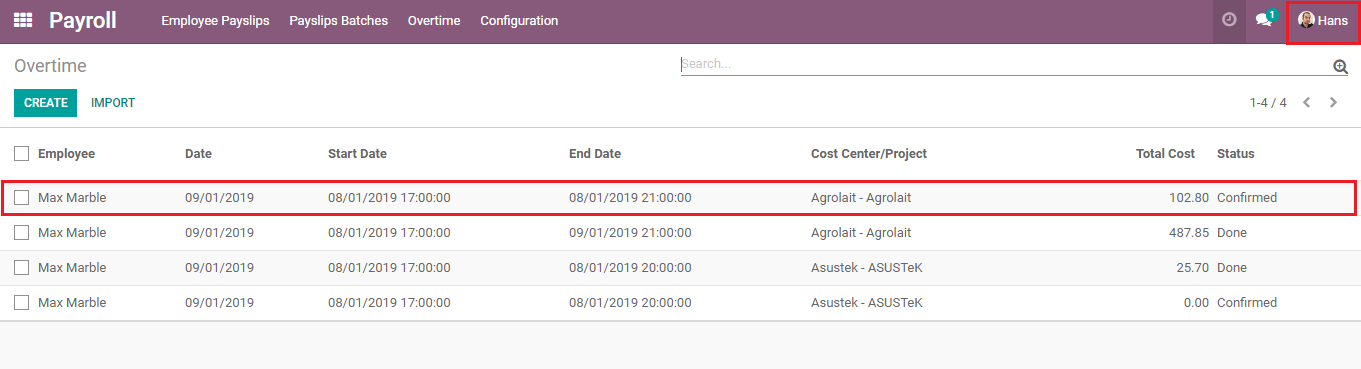 Payroll Employee Payslips Payslips Batches Overtime Configuration 1 Hans
Overtime Search...
CREATE IMPORT 1-4 / 4
Employee Date Start Date End Date Cost Center/Project Total Cost Status
Max Marble 09/01/2019 08/01/2019 17:00:00 08/01/2019 21:00:00 Agrolait - Agrolait 102.80 Confirmed
Max Marble 09/01/2019 08/01/2019 17:00:00 09/01/2019 21:00:00 Agrolait - Agrolait 487.85 Done
Max Marble 09/01/2019 08/01/2019 17:00:00 08/01/2019 20:00:00 Asustek - ASUSTeK 25.70 Done
Max Marble 09/01/2019 08/01/2019 17:00:00 08/01/2019 20:00:00 Asustek - ASUSTeK 0.00 Confirmed